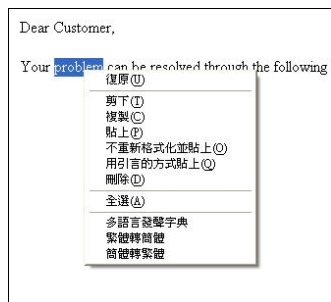 Dear Customer,
Your problem can be resolved through the following
復原(U)
剪下(T)
複製(C)
貼上(P)
不重新格式化並貼上(O)
用引言的方式貼上(Q)
刪除(D)
全選(A)
多語言發聲字典
繁體轉簡體
簡體轉繁體